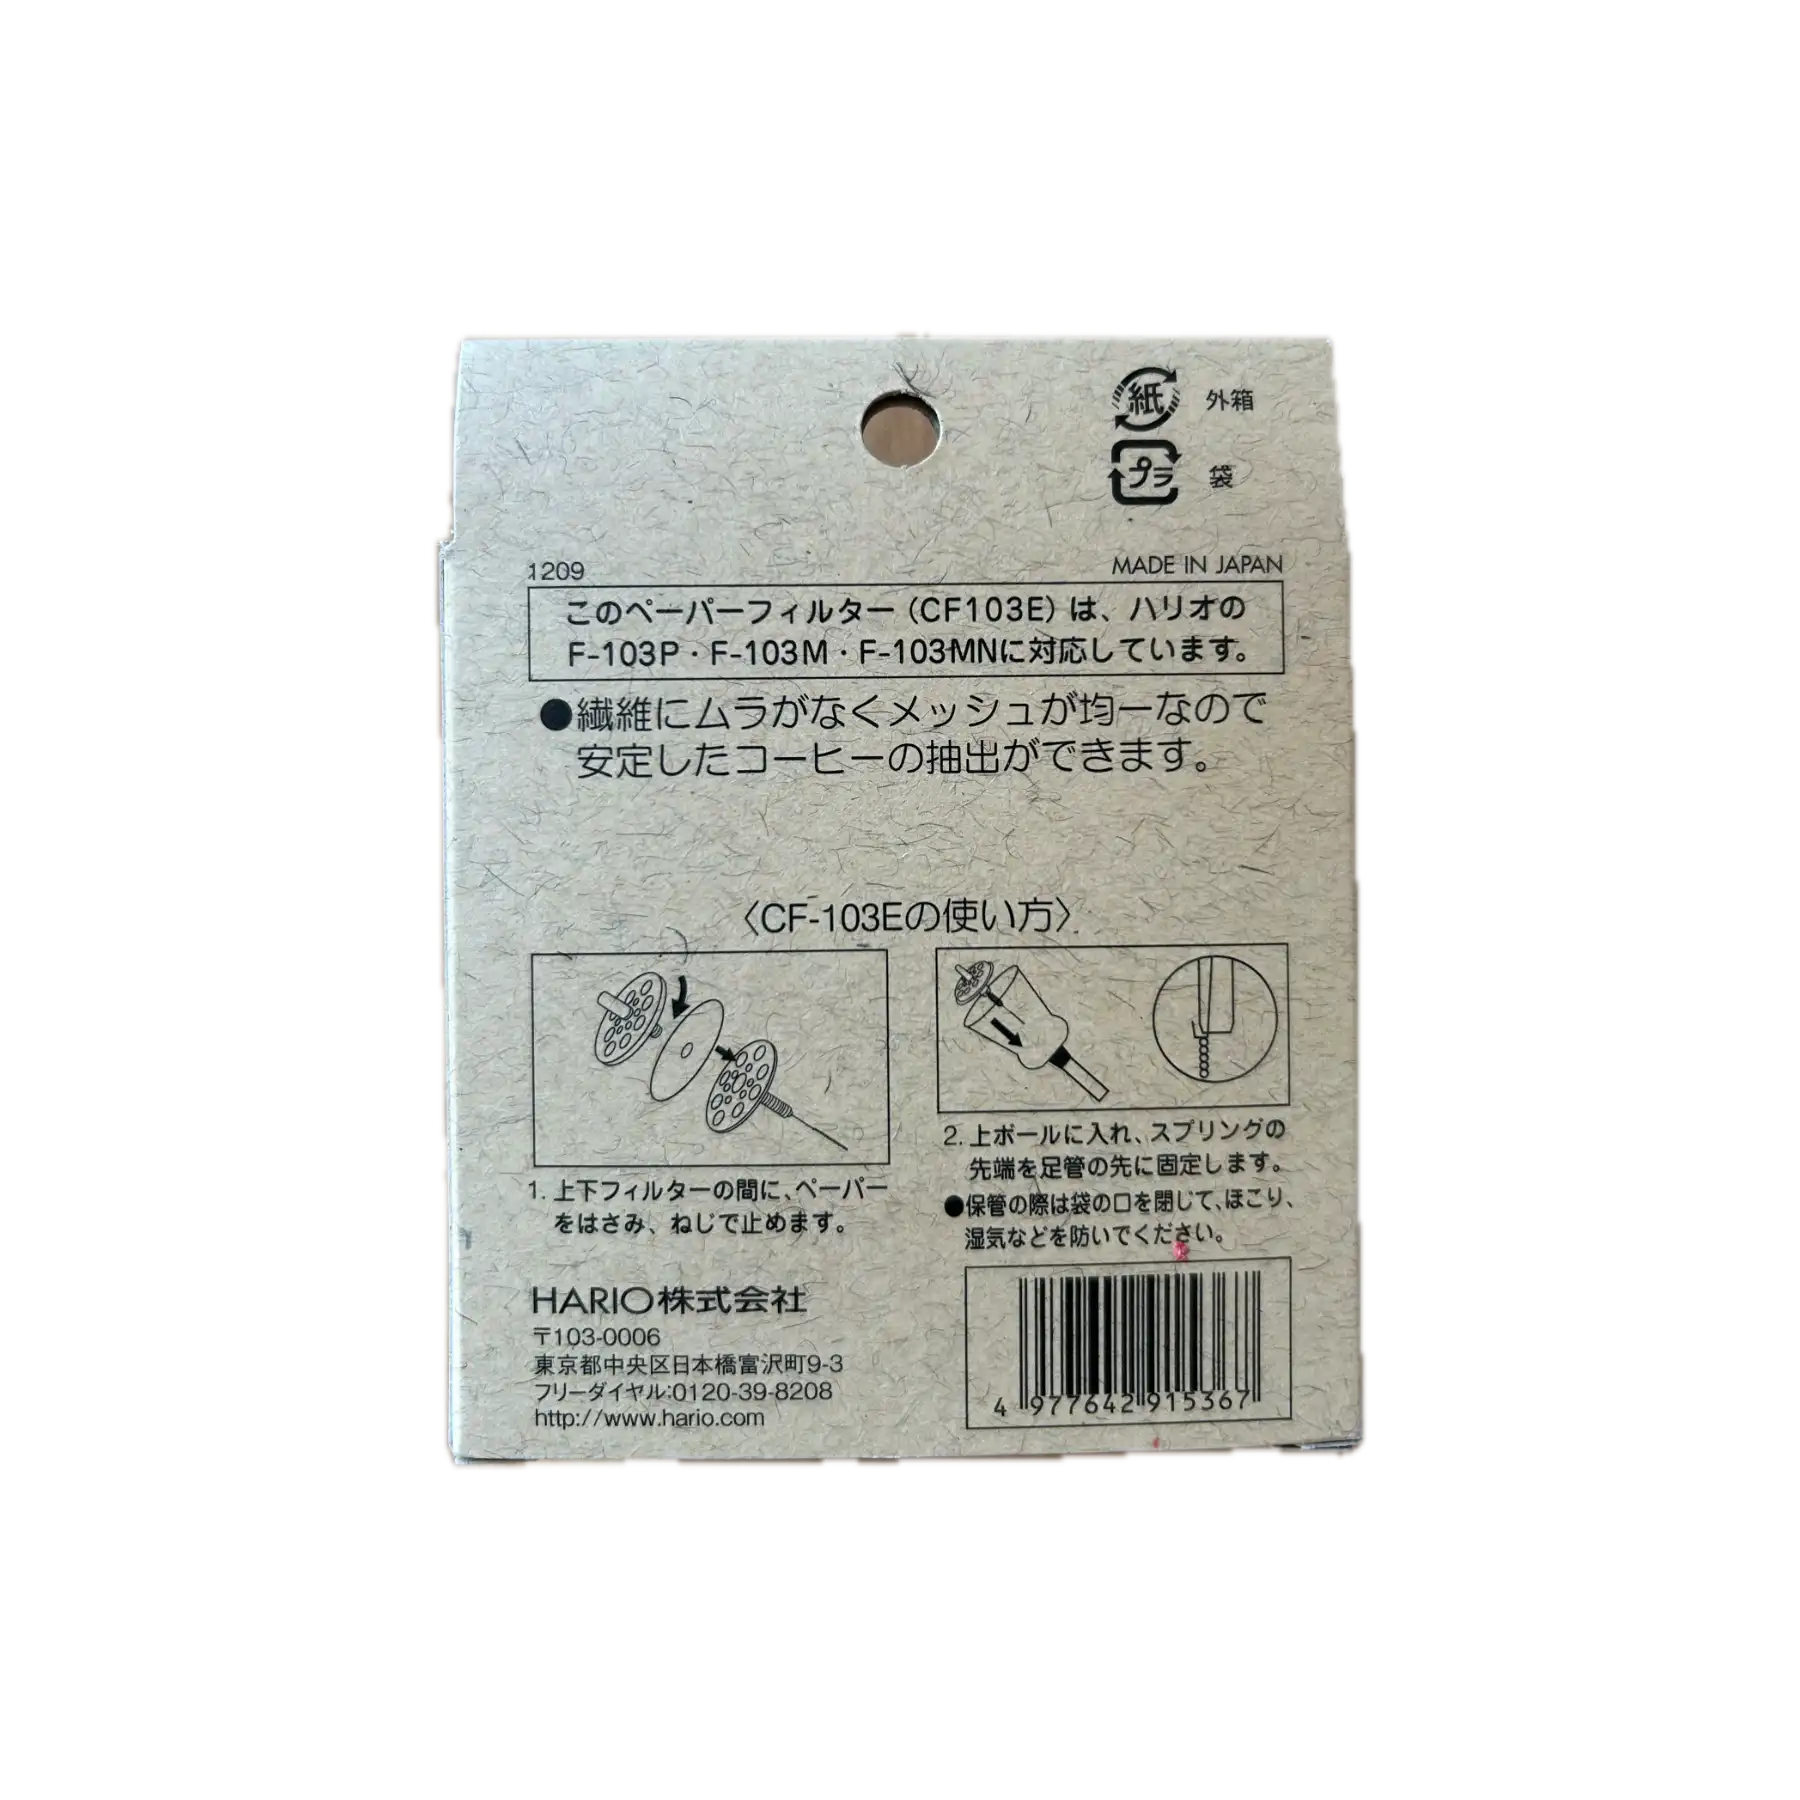 紙 外箱
プラ 袋
1209 MADE IN JAPAN
このペーパーフィルター(CF103E)は、ハリオの
F-103P・F-103M・F-103MNに対応しています。
●繊維にムラがなくメッシュが均一なので
安定したコーヒーの抽出ができます。
〈CF-103Eの使い方〉
1. 上下フィルターの間に、ペーパー
をはさみ、ねじで止めます。
2. 上ボールに入れ、スプリングの
先端を足管の先に固定します。
●保管の際は袋の口を閉じて、ほこり、
湿気などを防いでください。
HARIO株式会社
〒103-0006
東京都中央区日本橋富沢町9-3
フリーダイヤル:0120-39-8208
http://www.hario.com
4 977642 915367